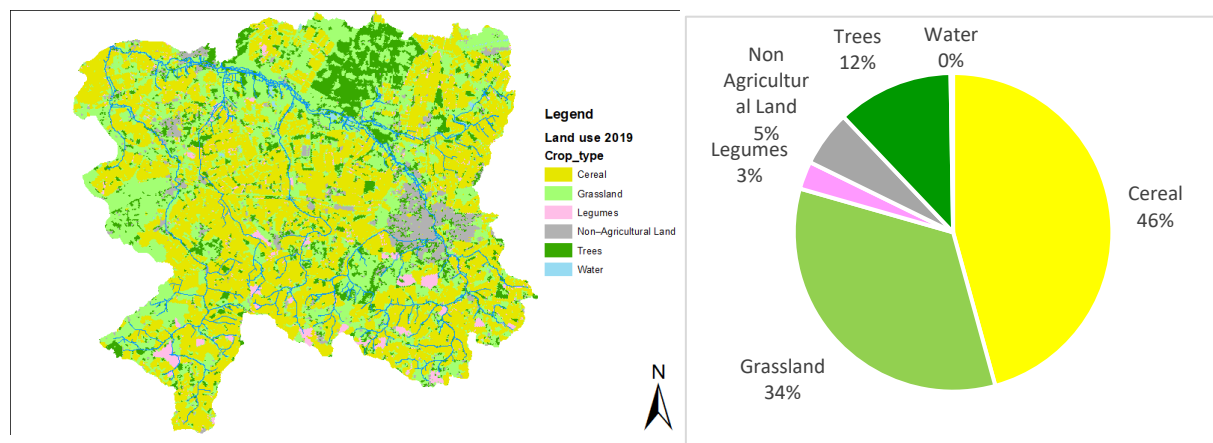 Legend
Land use 2019
Crop_type
Cereal
Grassland
Legumes
Non–Agricultural Land
Trees
Water
N
Water
0%
Trees
12%
Non
Agricultur
al Land
5%
Legumes
3%
Cereal
46%
Grassland
34%